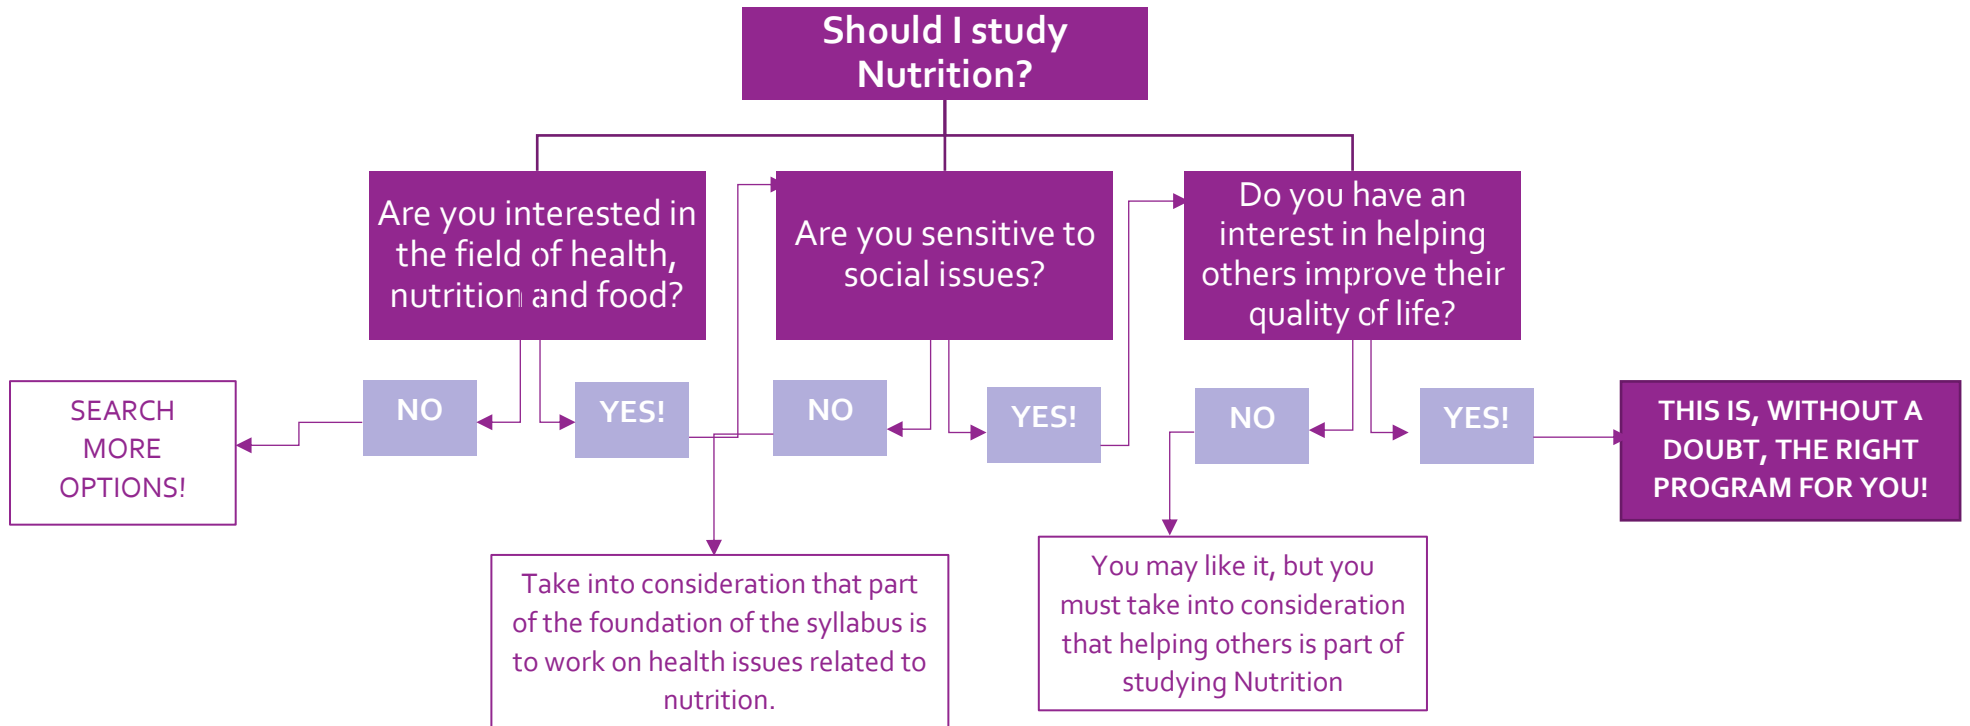 Should I study
Nutrition?
Are you interested in
the field of health,
nutrition and food?
Are you sensitive to
social issues?
Do you have an
interest in helping
others improve their
quality of life?
NO
YES!
NO
YES!
NO
YES!
SEARCH
MORE
OPTIONS!
THIS IS, WITHOUT A
DOUBT, THE RIGHT
PROGRAM FOR YOU!
Take into consideration that part
of the foundation of the syllabus is
to work on health issues related to
nutrition.
You may like it, but you
must take into consideration
that helping others is part of
studying Nutrition